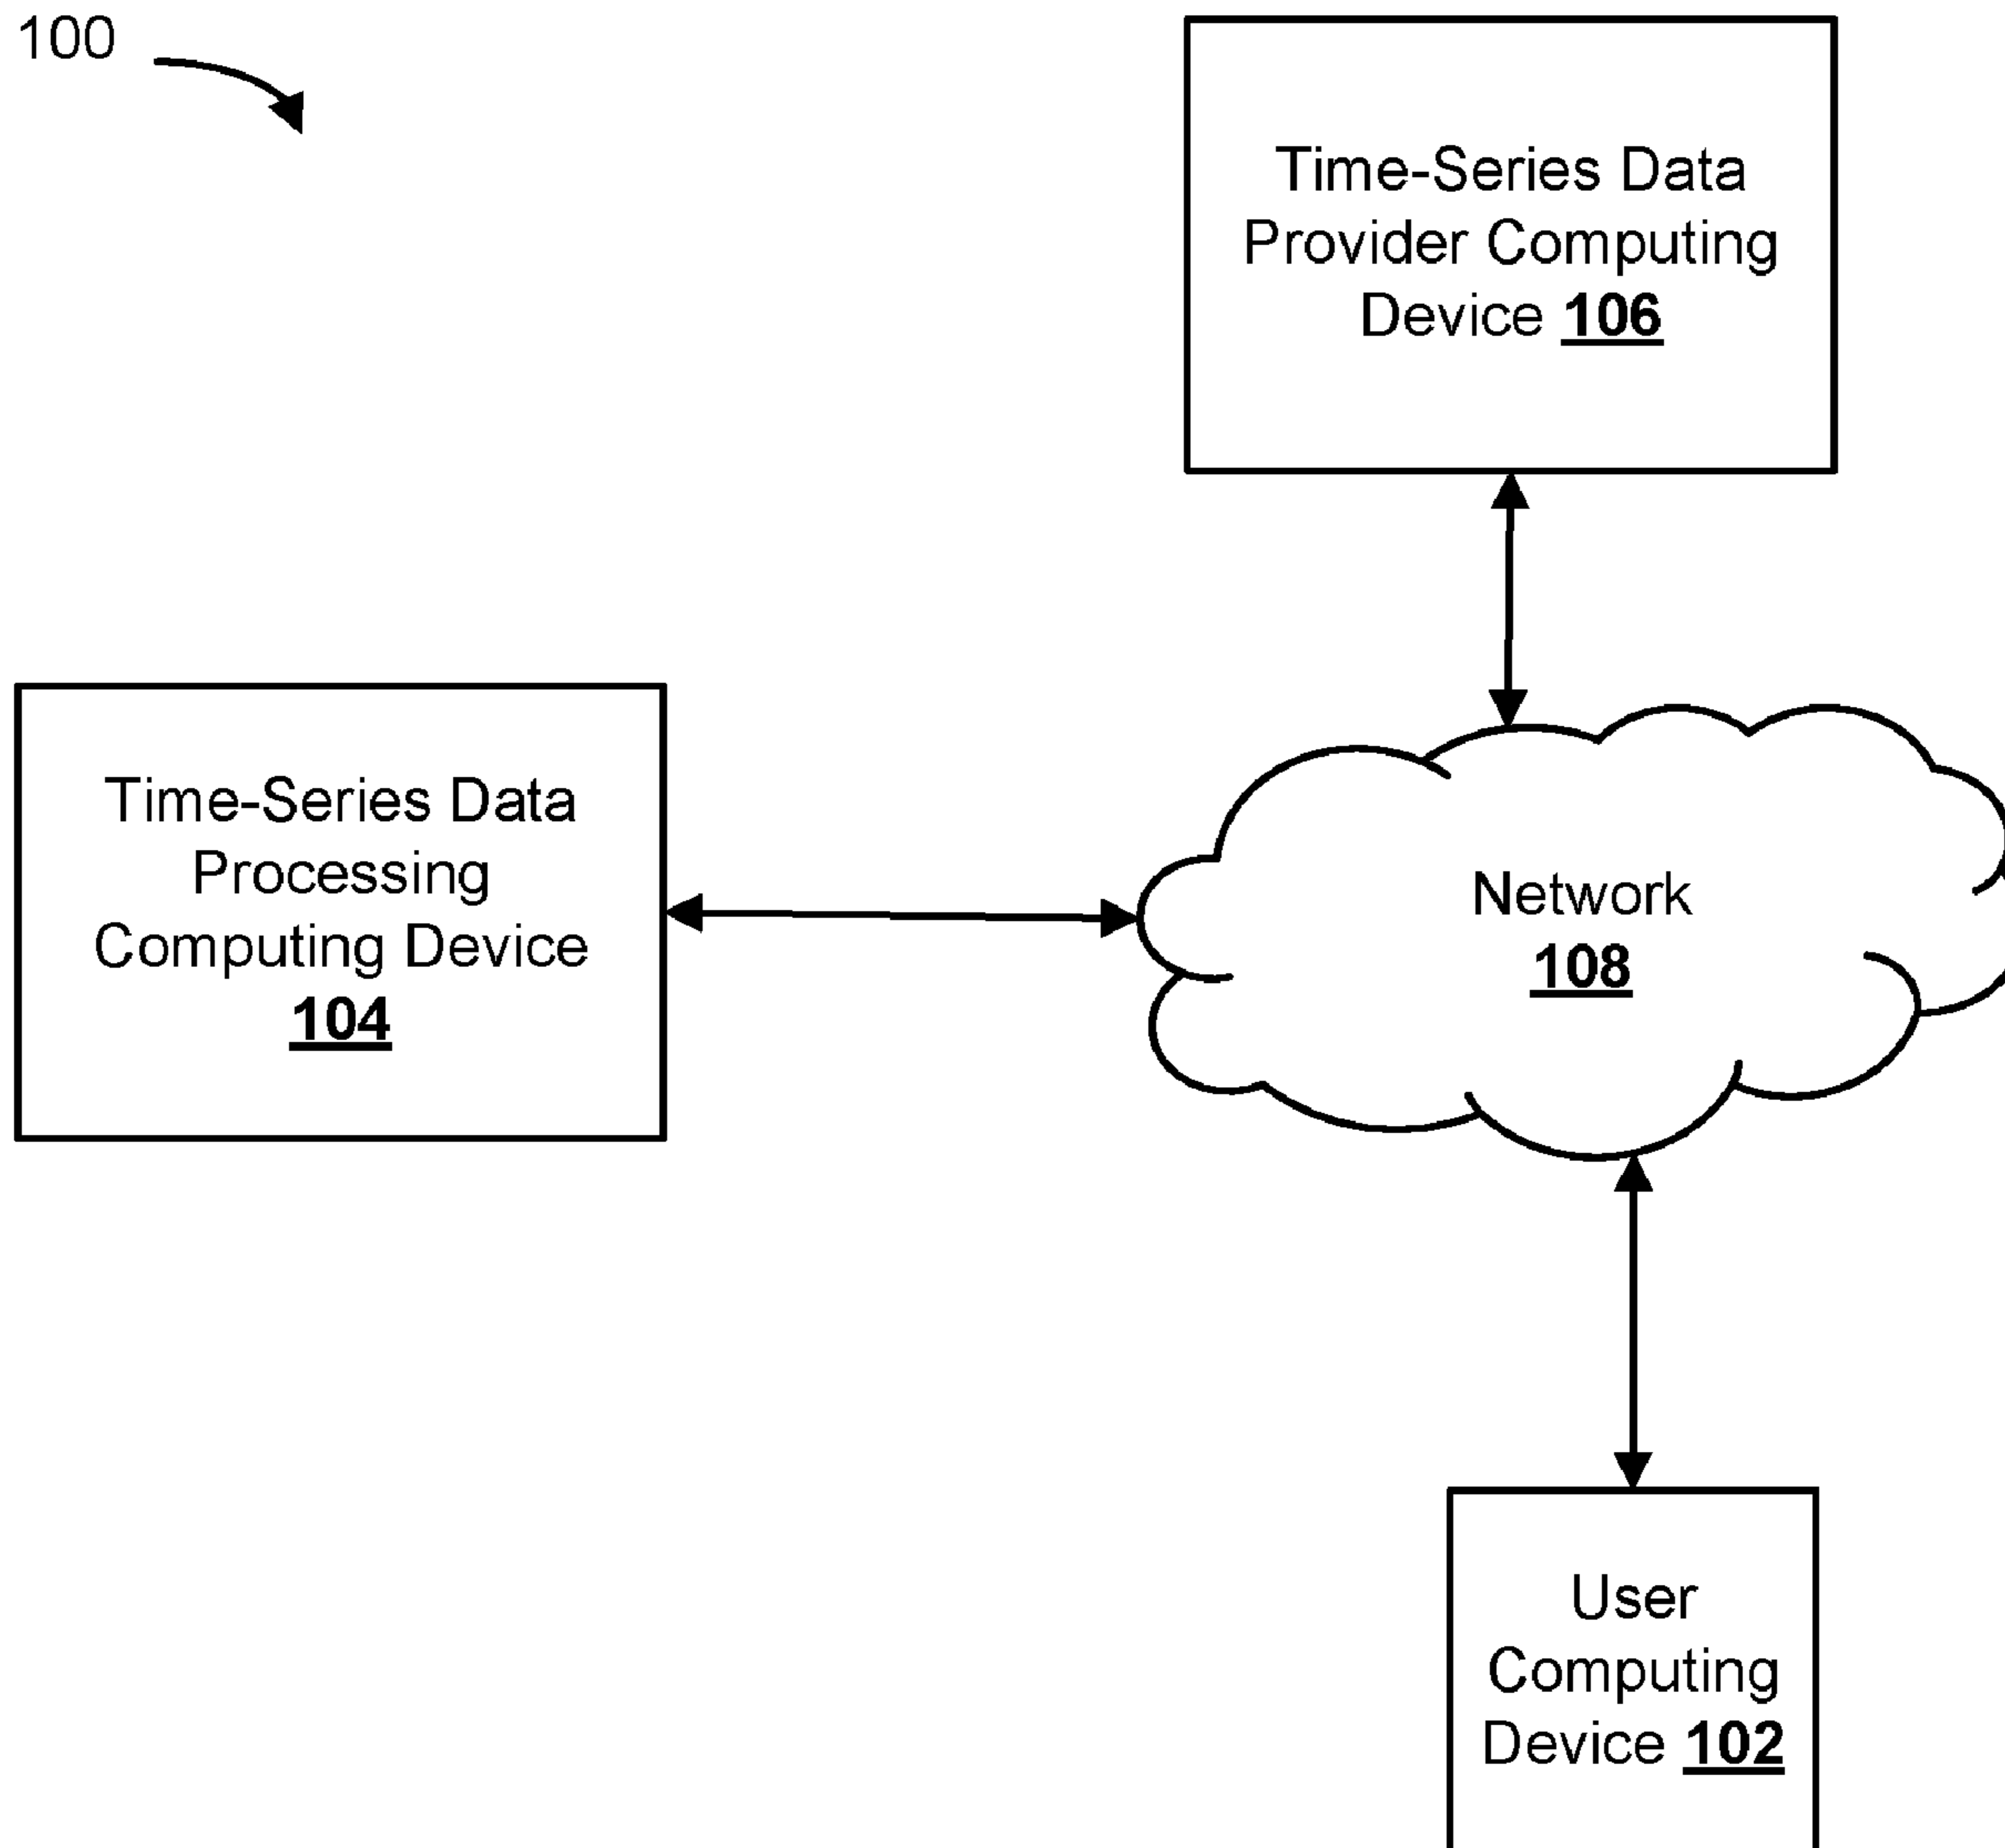 100
Time-Series Data
Provider Computing
Device 106
Time-Series Data
Processing
Computing Device
104
Network
108
User
Computing
Device 102